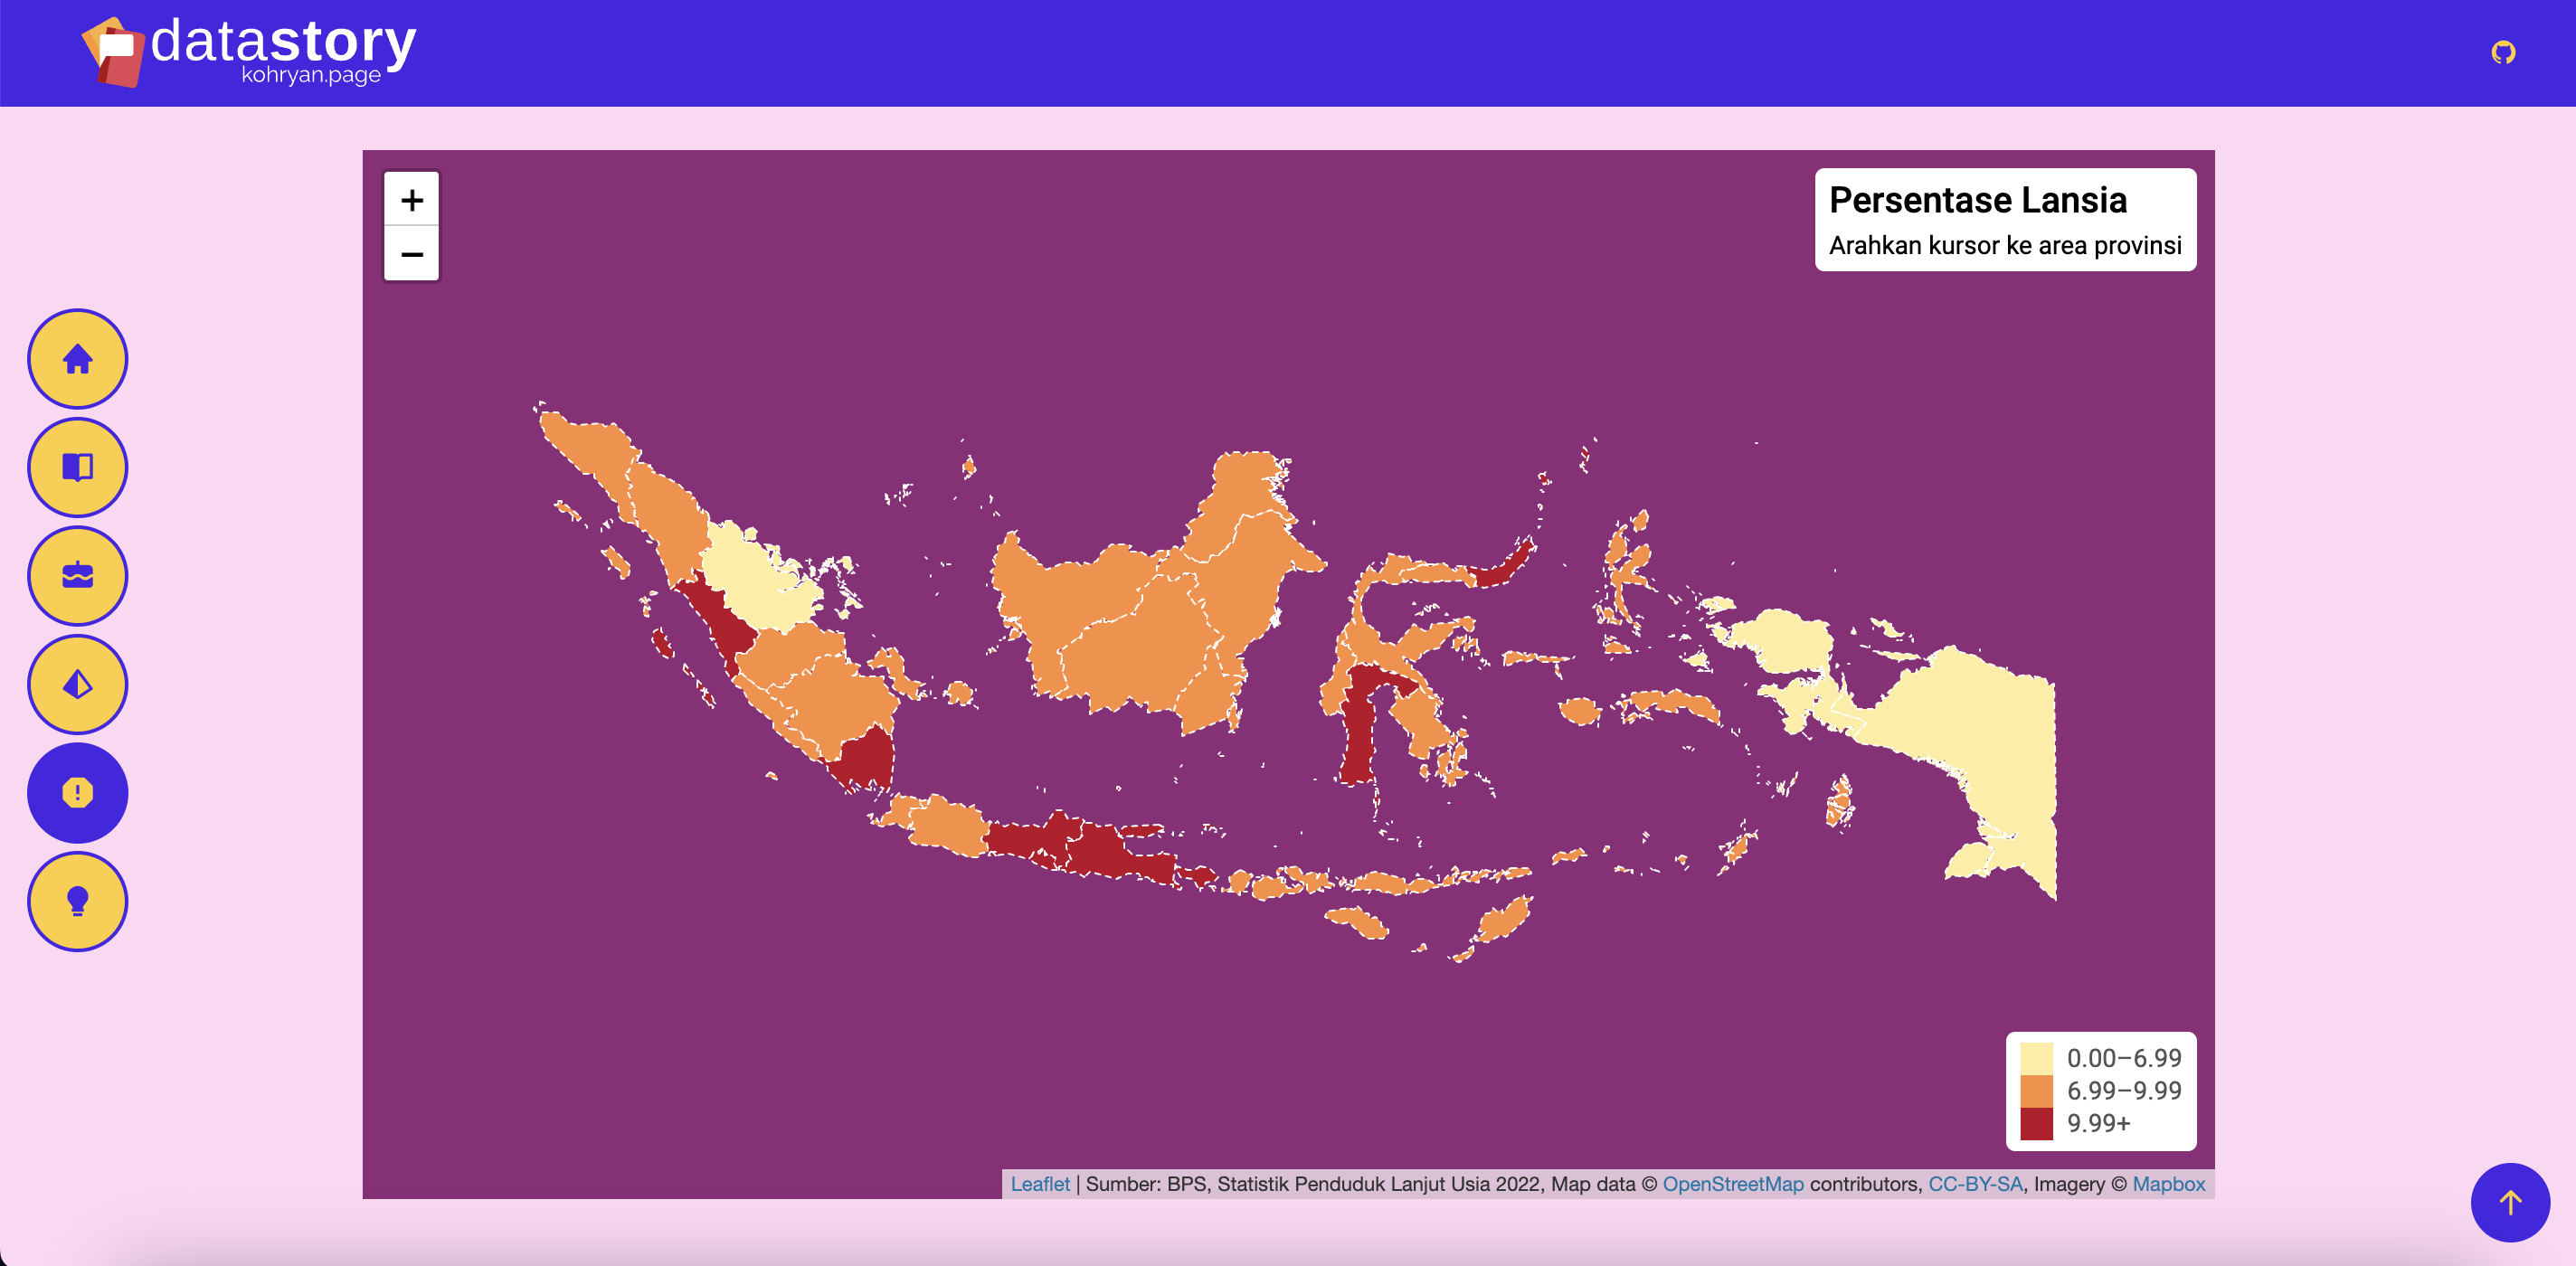 datastory
kohryan.page
+
−
Persentase Lansia
Arahkan kursor ke area provinsi
0.00–6.99
6.99–9.99
9.99+
Leaflet | Sumber: BPS, Statistik Penduduk Lanjut Usia 2022, Map data © OpenStreetMap contributors, CC-BY-SA, Imagery © Mapbox